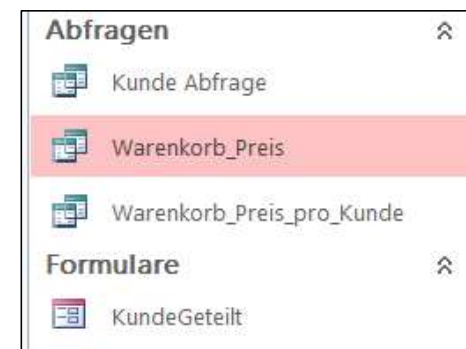 Abfragen
Kunde Abfrage
Warenkorb_Preis
Warenkorb_Preis_pro_Kunde
Formulare
KundeGeteilt